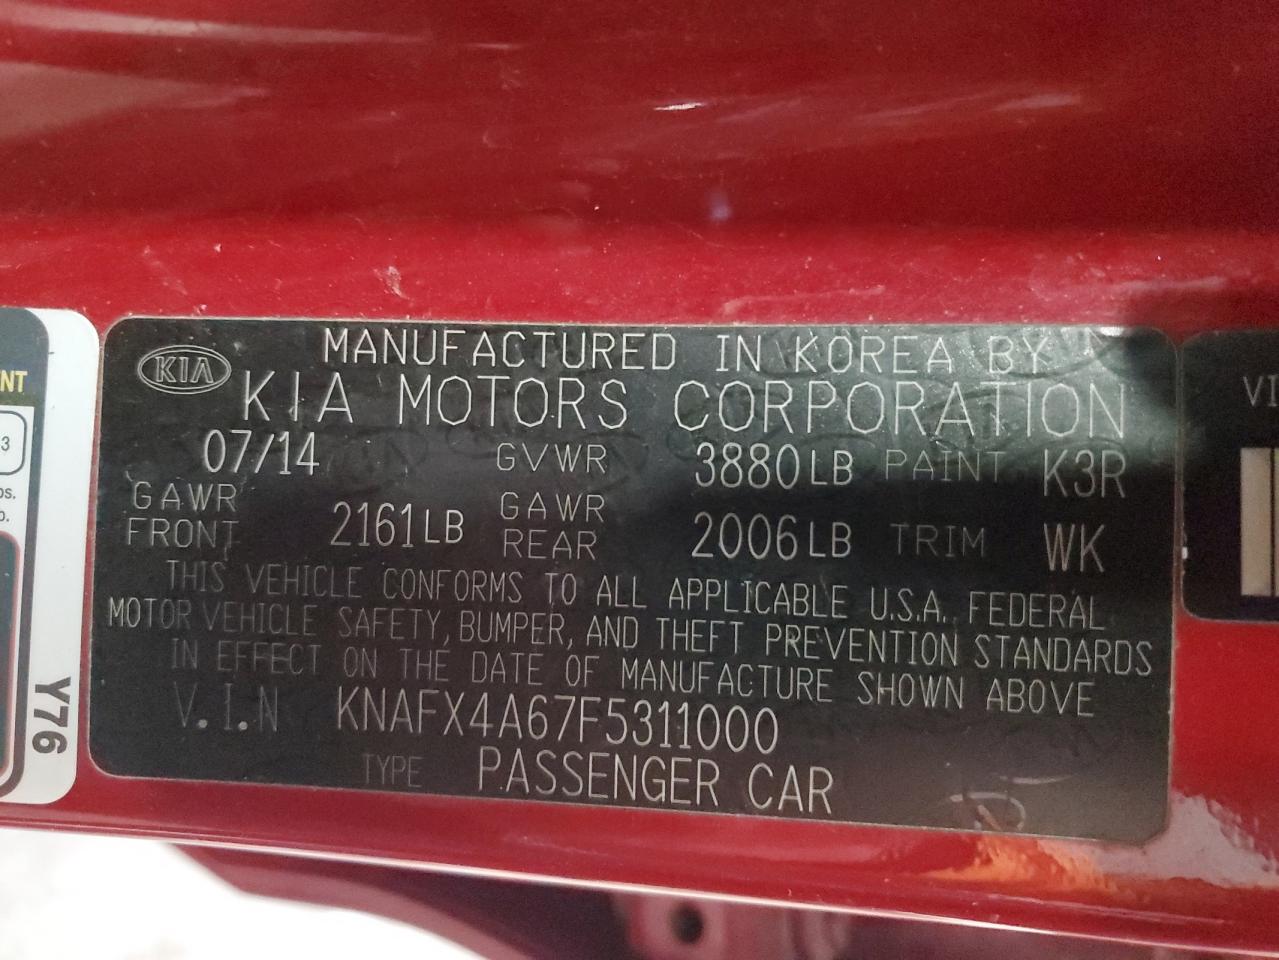 MANUFACTURED IN KOREA BY
KIA KIA MOTORS CORPORATION
07/14 GVWR 3880LB PAINT K3R
GAWR FRONT 2161LB GAWR REAR 2006LB TRIM WK
THIS VEHICLE CONFORMS TO ALL APPLICABLE U.S.A. FEDERAL
MOTOR VEHICLE SAFETY, BUMPER, AND THEFT PREVENTION STANDARDS
IN EFFECT ON THE DATE OF MANUFACTURE SHOWN ABOVE
V.I.N KNAFX4A67F5311000
TYPE PASSENGER CAR
Y76